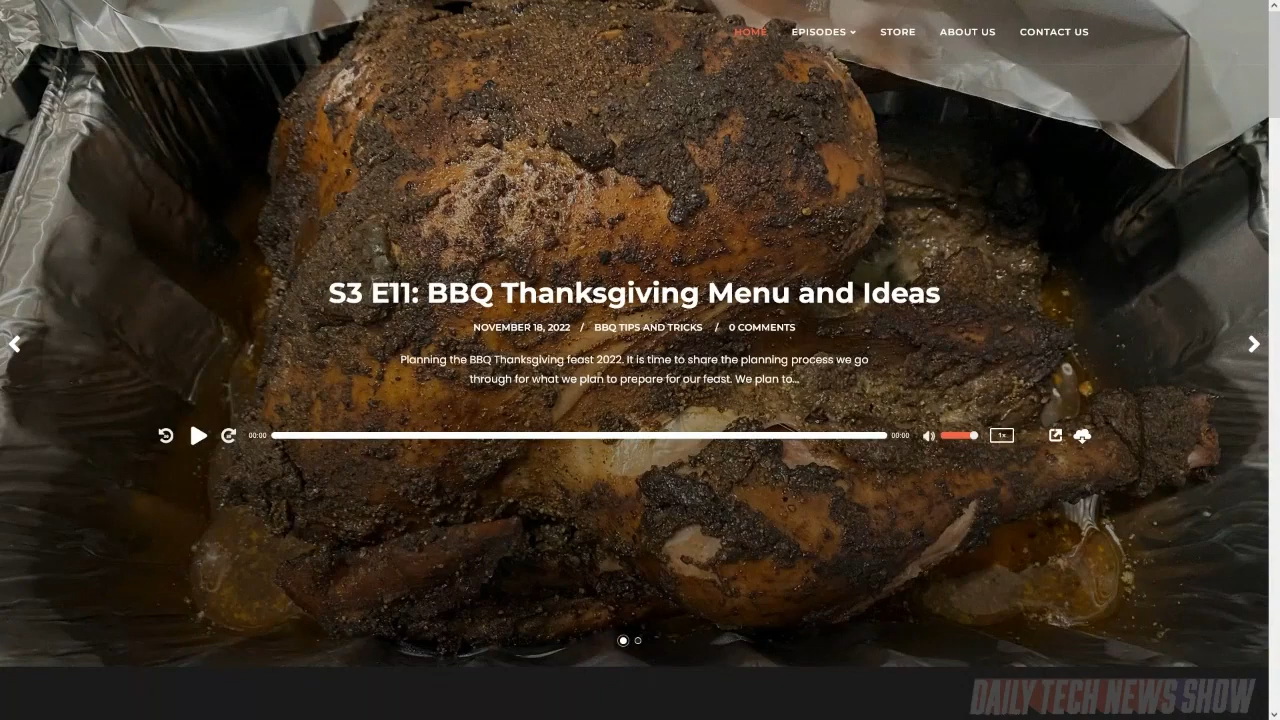 HOME EPISODES STORE ABOUT US CONTACT US
S3 E11: BBQ Thanksgiving Menu and Ideas
NOVEMBER 18, 2022 / BBQ TIPS AND TRICKS / 0 COMMENTS
Planning the BBQ Thanksgiving feast 2022. It is time to share the planning process we go
through for what we plan to prepare for our feast. We plan to...
00:00 00:00 1x
DAILY TECH NEWS SHOW